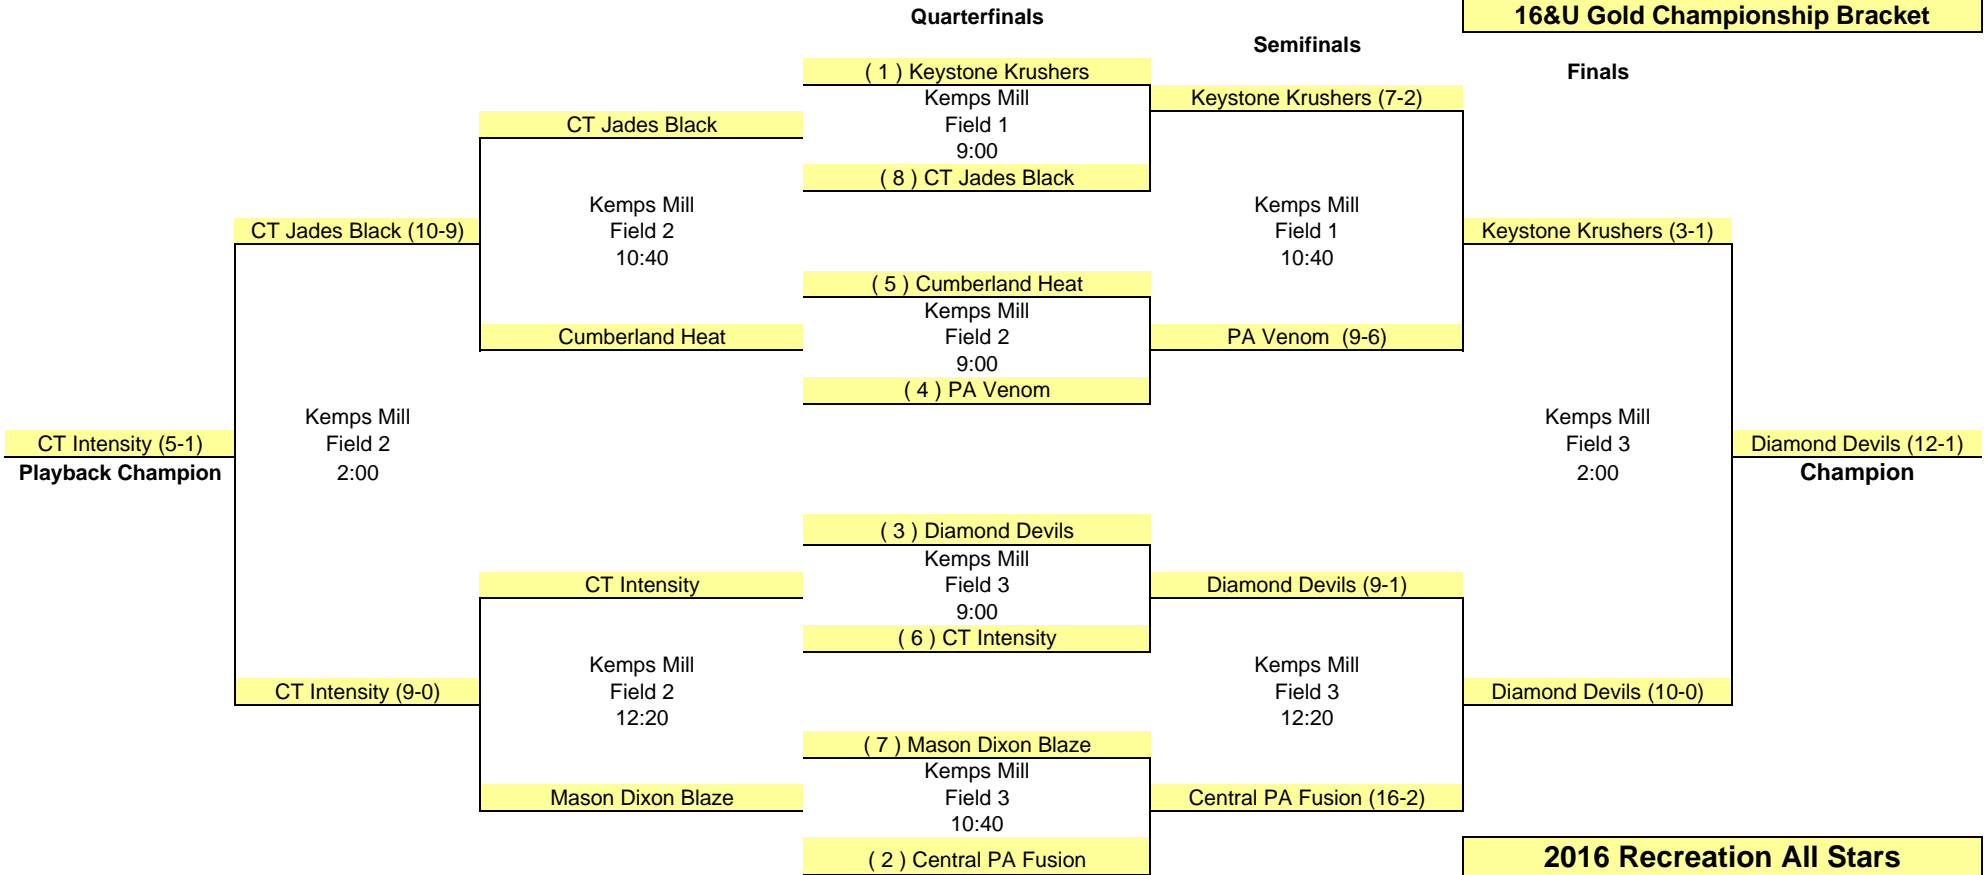 Quarterfinals
16&U Gold Championship Bracket
Semifinals
( 1 ) Keystone Krushers
Finals
Kemps Mill
Keystone Krushers (7-2)
CT Jades Black
Field 1
9:00
( 8 ) CT Jades Black
Kemps Mill
Kemps Mill
CT Jades Black (10-9)
Field 2
Field 1
Keystone Krushers (3-1)
10:40
10:40
( 5 ) Cumberland Heat
Kemps Mill
Cumberland Heat
Field 2
PA Venom (9-6)
9:00
( 4 ) PA Venom
Kemps Mill
Kemps Mill
CT Intensity (5-1)
Field 2
Field 3
Diamond Devils (12-1)
Playback Champion
2:00
2:00
Champion
( 3 ) Diamond Devils
Kemps Mill
CT Intensity
Field 3
Diamond Devils (9-1)
9:00
( 6 ) CT Intensity
Kemps Mill
Kemps Mill
CT Intensity (9-0)
Field 2
Field 3
Diamond Devils (10-0)
12:20
12:20
( 7 ) Mason Dixon Blaze
Kemps Mill
Mason Dixon Blaze
Field 3
Central PA Fusion (16-2)
10:40
( 2 ) Central PA Fusion
2016 Recreation All Stars